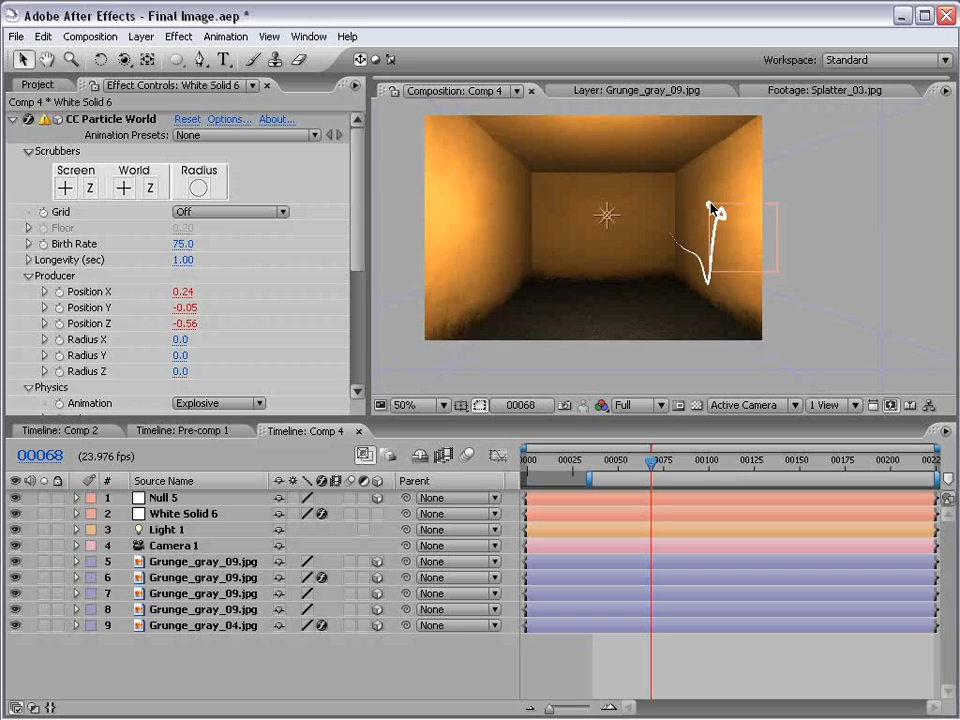 Adobe After Effects - Final Image.aep *
File Edit Composition Layer Effect Animation View Window Help
Workspace: Standard
Project Effect Controls: White Solid 6
Composition: Comp 4 Layer: Grunge_gray_09.jpg Footage: Splatter_03.jpg
Comp 4 * White Solid 6
CC Particle World Reset Options... About...
Animation Presets: None
Scrubbers
Screen World Radius
Z Z
Grid Off
Floor 0.20
Birth Rate 75.0
Longevity (sec) 1.00
Producer
Position X 0.24
Position Y -0.05
Position Z -0.56
Radius X 0.0
Radius Y 0.0
Radius Z 0.0
Physics
Animation Explosive
50% 00068 Full Active Camera 1 View
Timeline: Comp 2 Timeline: Pre-comp 1 Timeline: Comp 4
00068 (23.976 fps)
00025 00050 00075 00100 00125 00150 00175 00200
# Source Name Parent
1 Null 5 None
2 White Solid 6 None
3 Light 1 None
4 Camera 1 None
5 Grunge_gray_09.jpg None
6 Grunge_gray_09.jpg None
7 Grunge_gray_09.jpg None
8 Grunge_gray_09.jpg None
9 Grunge_gray_04.jpg None